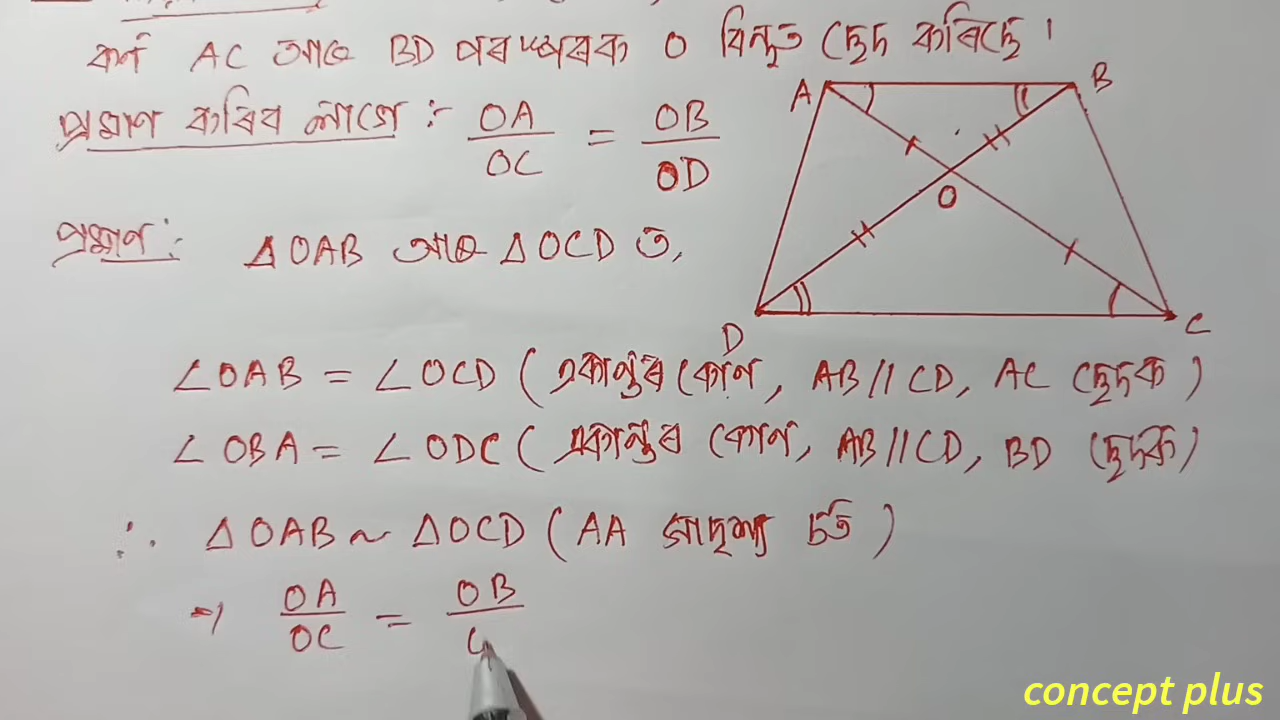 কৰ্ণ AC আৰু BD পৰস্পৰক O বিন্দুত ছেদ কৰিছে।
প্ৰমাণ কৰিব লাগে :- OA/OC = OB/OD
প্ৰমাণ : ΔOAB আৰু ΔOCD ত,
A B
O
D C
∠OAB = ∠OCD (একান্তৰ কোণ, AB//CD, AC ছেদক)
∠OBA = ∠ODC (একান্তৰ কোণ, AB//CD, BD ছেদক)
∴ ΔOAB ~ ΔOCD (AA সাদৃশ্য চৰ্ত)
⇒ OA/OC = OB/
concept plus